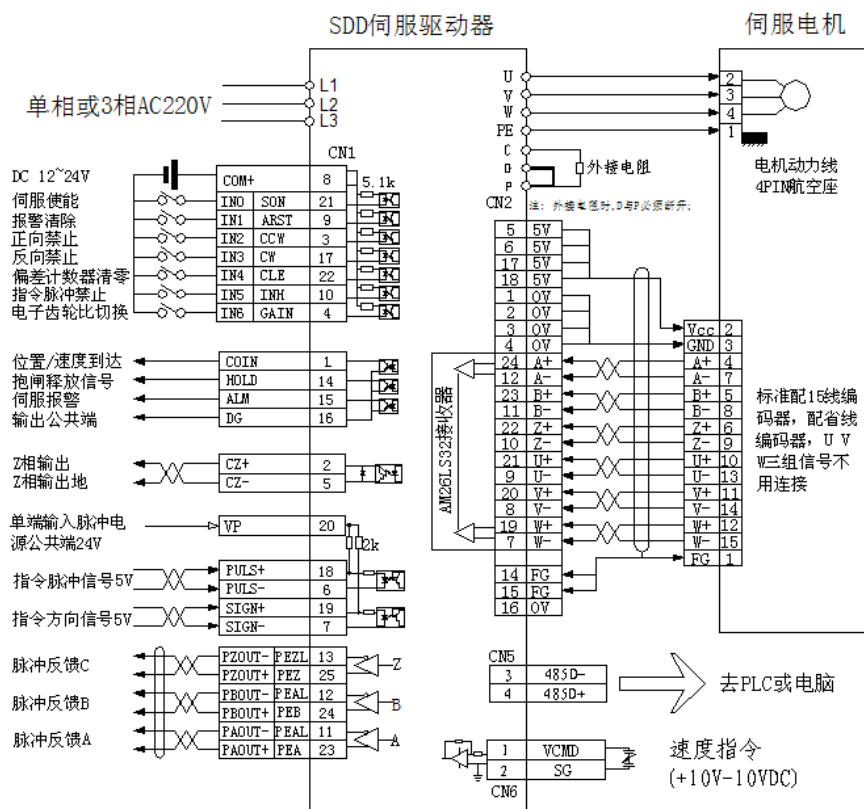 SDD伺服驱动器
伺服电机
单相或3相AC220V
L1
L2
L3
U
V
W
PE
C
D
P
2
3
4
1
外接电阻
电机动力线
4PIN航空座
注: 外接电阻时,D与P必须断开;
CN1
DC 12~24V
COM+ 8
5.1k
伺服使能 IN0 SON 21
报警清除 IN1 ARST 9
正向禁止 IN2 CCW 3
反向禁止 IN3 CW 17
偏差计数器清零 IN4 CLE 22
指令脉冲禁止 IN5 INH 10
电子齿轮比切换 IN6 GAIN 4
位置/速度到达 COIN 1
抱闸释放信号 HOLD 14
伺服报警 ALM 15
输出公共端 DG 16
Z相输出 CZ+ 2
Z相输出地 CZ- 5
单端输入脉冲电
源公共端24V
VP 20
2k
指令脉冲信号5V
PULS+ 18
PULS- 6
指令方向信号5V
SIGN+ 19
SIGN- 7
脉冲反馈C
PZOUT- PEZL 13
PZOUT+ PEZ 25
Z
脉冲反馈B
PBOUT- PEAL 12
PBOUT+ PEB 24
B
脉冲反馈A
PAOUT- PEAL 11
PAOUT+ PEA 23
A
CN2
5 5V
6 5V
17 5V
18 5V
1 0V
2 0V
3 0V
4 0V
24 A+
12 A-
23 B+
11 B-
22 Z+
10 Z-
21 U+
9 U-
20 V+
8 V-
19 W+
7 W-
14 FG
15 FG
16 0V
AM26LS32接收器
Vcc 2
GND 3
A+ 4
A- 7
B+ 5
B- 8
Z+ 6
Z- 9
U+ 10
U- 13
V+ 11
V- 14
W+ 12
W- 15
FG 1
标准配15线编
码器，配省线
编码器，U V
W三组信号不
用连接
CN5
3 485D-
4 485D+
去PLC或电脑
1 VCMD
2 SG
CN6
速度指令
(+10V-10VDC)